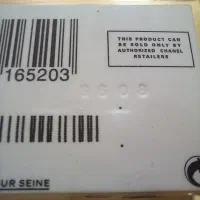 THIS PRODUCT CAN
BE SOLD ONLY BY
AUTHORIZED CHANEL
RETAILERS
165203
UR SEINE